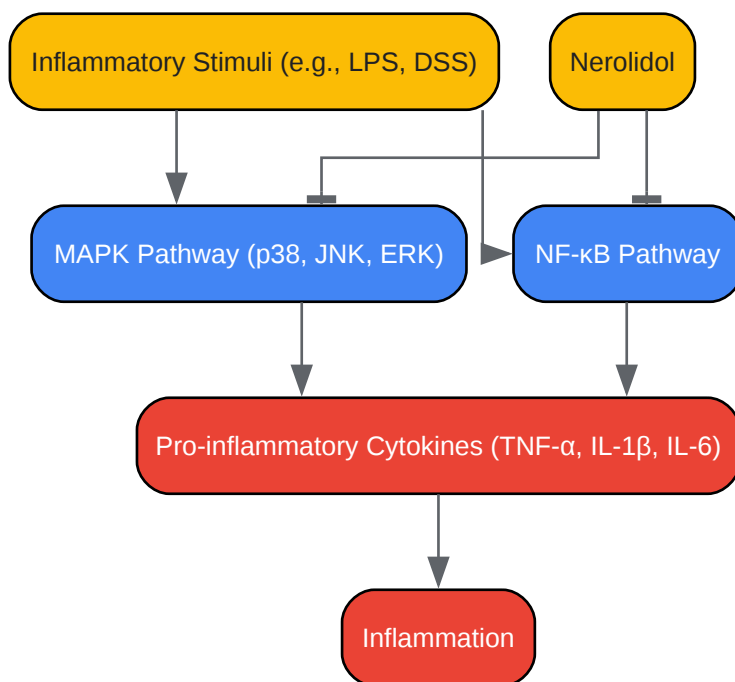 Inflammatory Stimuli (e.g., LPS, DSS)
Nerolidol
MAPK Pathway (p38, JNK, ERK)
NF-κB Pathway
Pro-inflammatory Cytokines (TNF-α, IL-1β, IL-6)
Inflammation